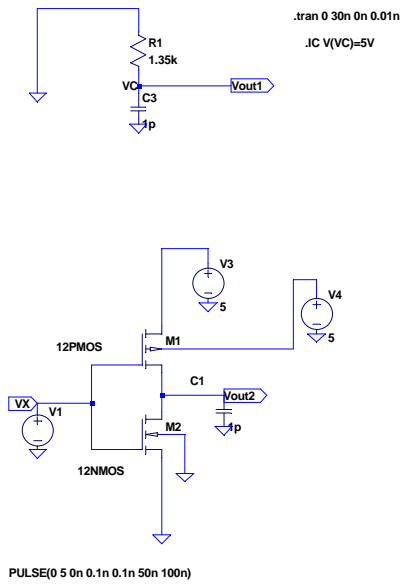 .tran 0 30n 0n 0.01n
.IC V(VC)=5V
R1
1.35k
VC
Vout1
C3
1p
V3
5
V4
5
12PMOS
M1
C1
Vout2
1p
VX
V1
M2
12NMOS
PULSE(0 5 0n 0.1n 0.1n 50n 100n)